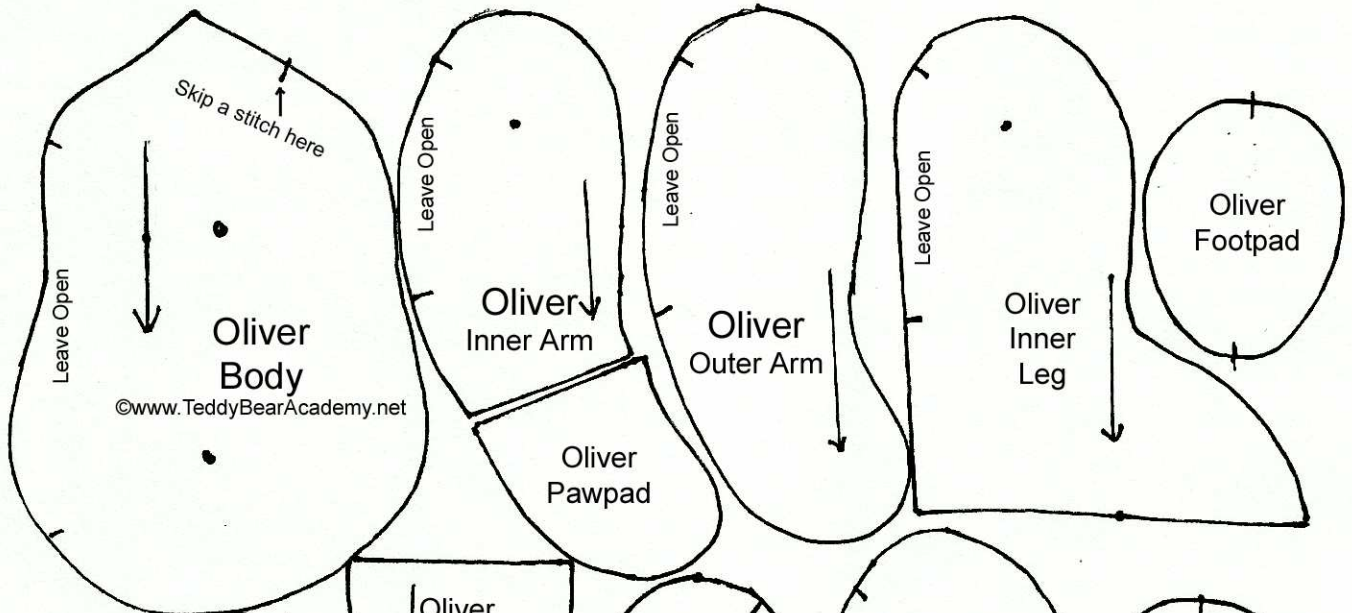 Skip a stitch here
Leave Open
Oliver
Body
©www.TeddyBearAcademy.net
Leave Open
Oliver
Inner Arm
Oliver
Pawpad
Leave Open
Oliver
Outer Arm
Leave Open
Oliver
Inner
Leg
Oliver
Footpad
Oliver